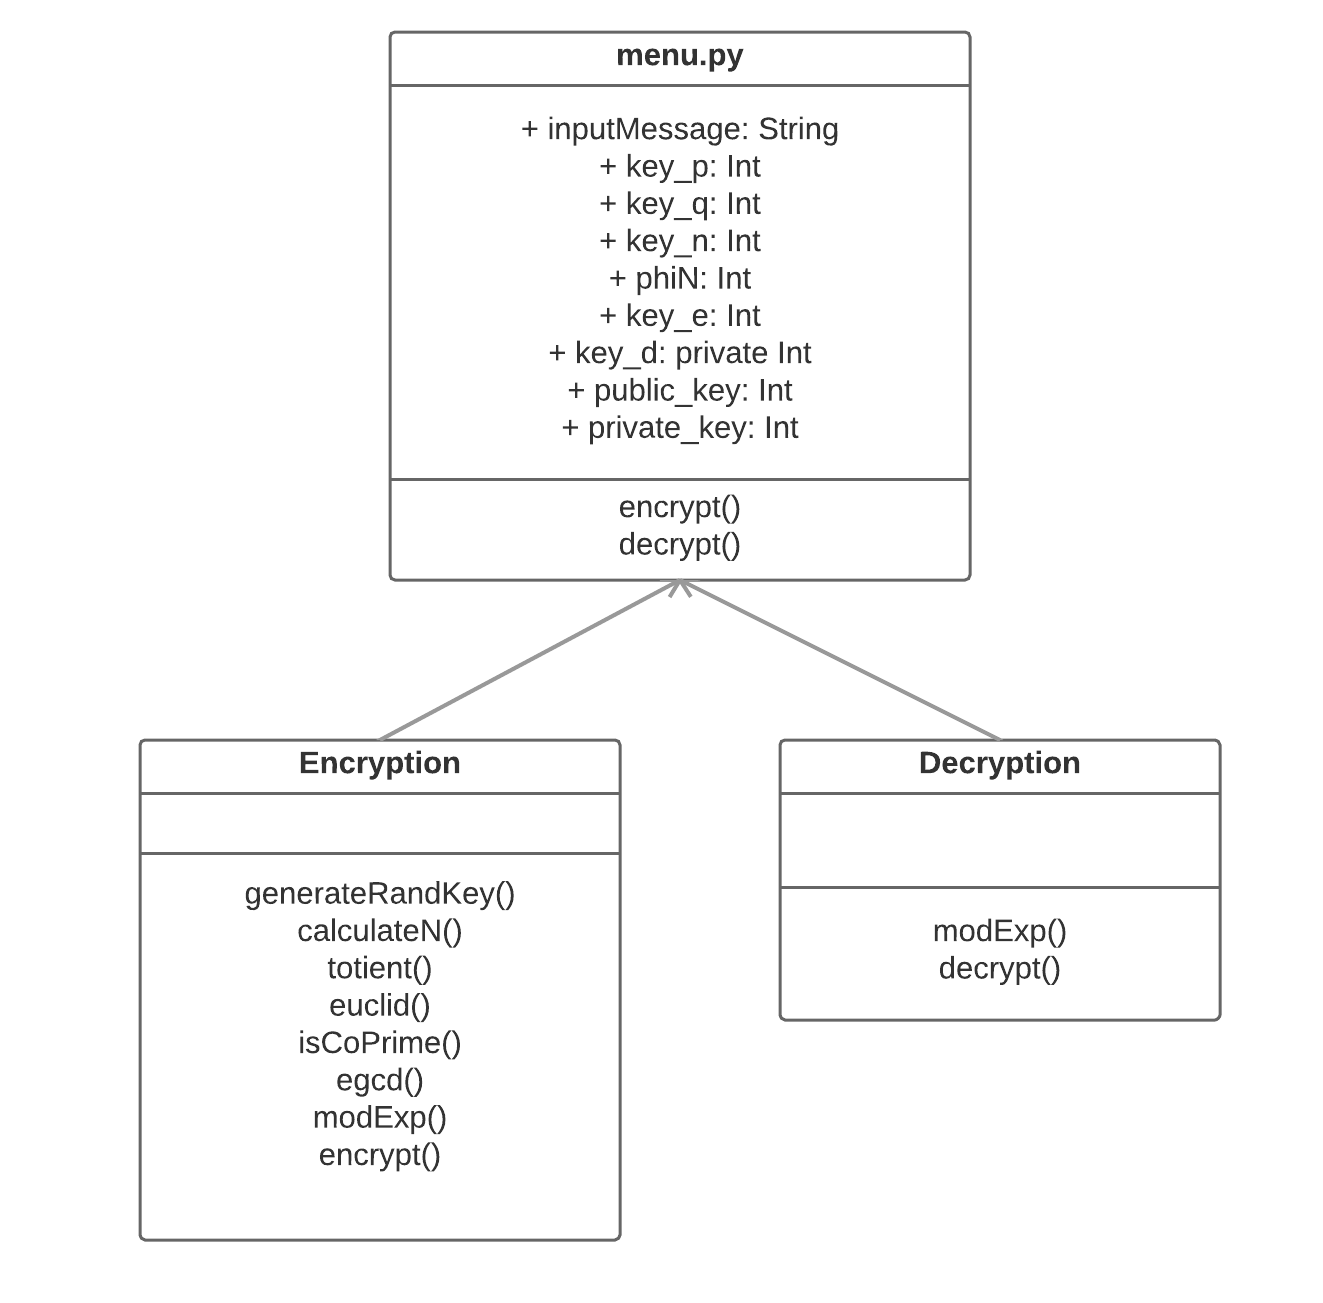 menu.py
+ inputMessage: String
+ key_p: Int
+ key_q: Int
+ key_n: Int
+ phiN: Int
+ key_e: Int
+ key_d: private Int
+ public_key: Int
+ private_key: Int
encrypt()
decrypt()
Encryption
generateRandKey()
calculateN()
totient()
euclid()
isCoPrime()
egcd()
modExp()
encrypt()
Decryption
modExp()
decrypt()